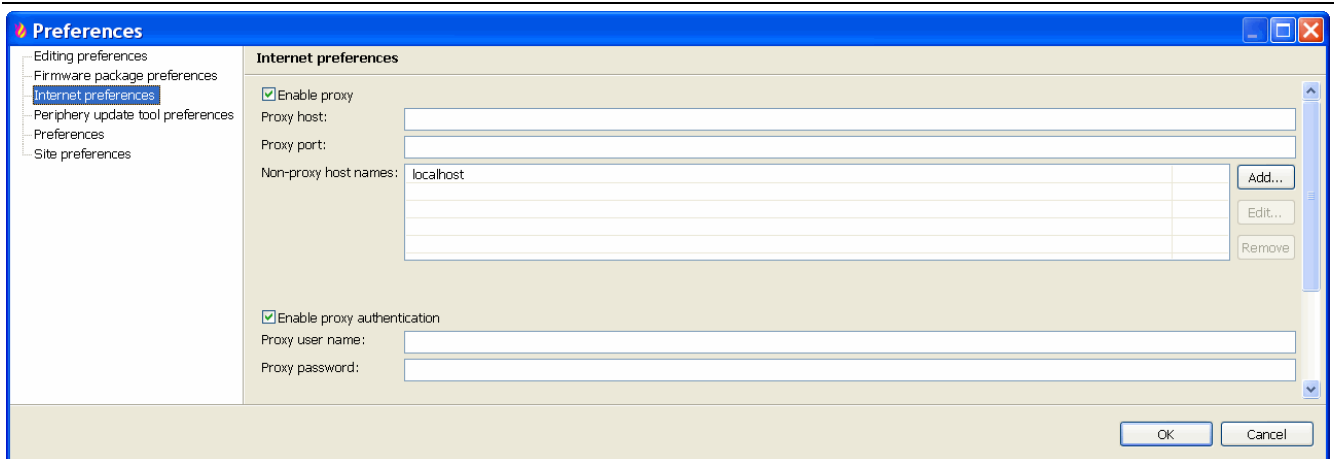 Preferences
Editing preferences
Firmware package preferences
Internet preferences
Periphery update tool preferences
Preferences
Site preferences
Internet preferences
Enable proxy
Proxy host:
Proxy port:
Non-proxy host names:
localhost
Add...
Edit...
Remove
Enable proxy authentication
Proxy user name:
Proxy password:
OK
Cancel